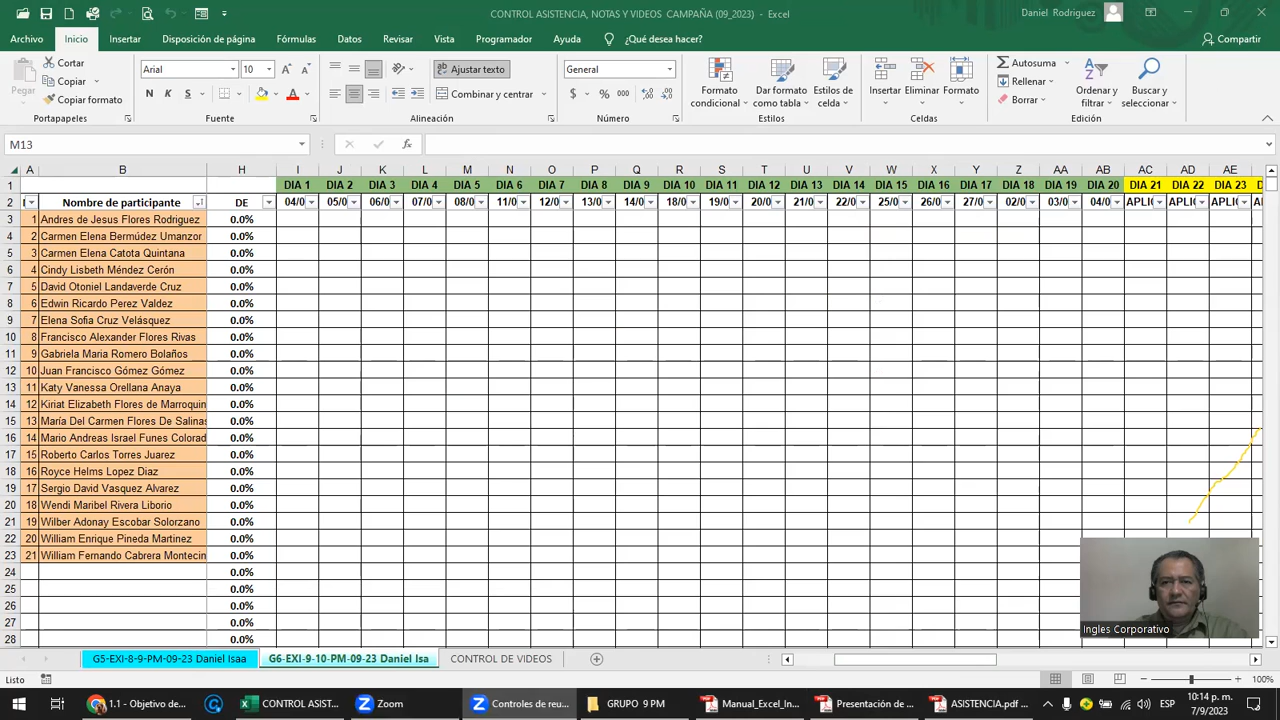 CONTROL ASISTENCIA, NOTAS Y VIDEOS CAMPAÑA (09_2023) - Excel
Daniel Rodriguez
Archivo Inicio Insertar Disposición de página Fórmulas Datos Revisar Vista Programador Ayuda ¿Qué desea hacer? Compartir
Cortar
Copiar
Copiar formato
Pegar
Arial 10
N K S
Ajustar texto
Combinar y centrar
General
$ % 000
Formato condicional
Dar formato como tabla
Estilos de celda
Insertar Eliminar Formato
Autosuma
Rellenar
Borrar
Ordenar y filtrar
Buscar y seleccionar
Portapapeles Fuente Alineación Número Estilos Celdas Edición
M13 fx
A B H I J K L M N O P Q R S T U V W X Y Z AA AB AC AD AE
1 DIA 1 DIA 2 DIA 3 DIA 4 DIA 5 DIA 6 DIA 7 DIA 8 DIA 9 DIA 10 DIA 11 DIA 12 DIA 13 DIA 14 DIA 15 DIA 16 DIA 17 DIA 18 DIA 19 DIA 20 DIA 21 DIA 22 DIA 23
2 Nombre de participante DE 04/0 05/0 06/0 07/0 08/0 11/0 12/0 13/0 14/0 18/0 19/0 20/0 21/0 22/0 25/0 26/0 27/0 02/0 03/0 04/0 APLI APLI APLI
3 1 Andres de Jesus Flores Rodriguez 0.0%
4 2 Carmen Elena Bermúdez Umanzor 0.0%
5 3 Carmen Elena Catota Quintana 0.0%
6 4 Cindy Lisbeth Méndez Cerón 0.0%
7 5 David Otoniel Landaverde Cruz 0.0%
8 6 Edwin Ricardo Perez Valdez 0.0%
9 7 Elena Sofia Cruz Velásquez 0.0%
10 8 Francisco Alexander Flores Rivas 0.0%
11 9 Gabriela Maria Romero Bolaños 0.0%
12 10 Juan Francisco Gómez Gómez 0.0%
13 11 Katy Vanessa Orellana Anaya 0.0%
14 12 Kiriat Elizabeth Flores de Marroquin 0.0%
15 13 María Del Carmen Flores De Salinas 0.0%
16 14 Mario Andreas Israel Funes Colorad 0.0%
17 15 Roberto Carlos Torres Juarez 0.0%
18 16 Royce Helms Lopez Diaz 0.0%
19 17 Sergio David Vasquez Alvarez 0.0%
20 18 Wendi Maribel Rivera Liborio 0.0%
21 19 Wilber Adonay Escobar Solorzano 0.0%
22 20 William Enrique Pineda Martinez 0.0%
23 21 William Fernando Cabrera Montecin 0.0%
24 0.0%
25 0.0%
26 0.0%
27 0.0%
28 0.0%
Ingles Corporativo
G5-EXI-8-9-PM-09-23 Daniel Isaa G6-EXI-9-10-PM-09-23 Daniel Isa CONTROL DE VIDEOS
Listo 100%
1.1 - Objetivo de... CONTROL ASIST... Zoom Controles de reu... GRUPO 9 PM Manual_Excel_In... Presentación de ... ASISTENCIA.pdf ... ESP 10:14 p. m.
7/9/2023